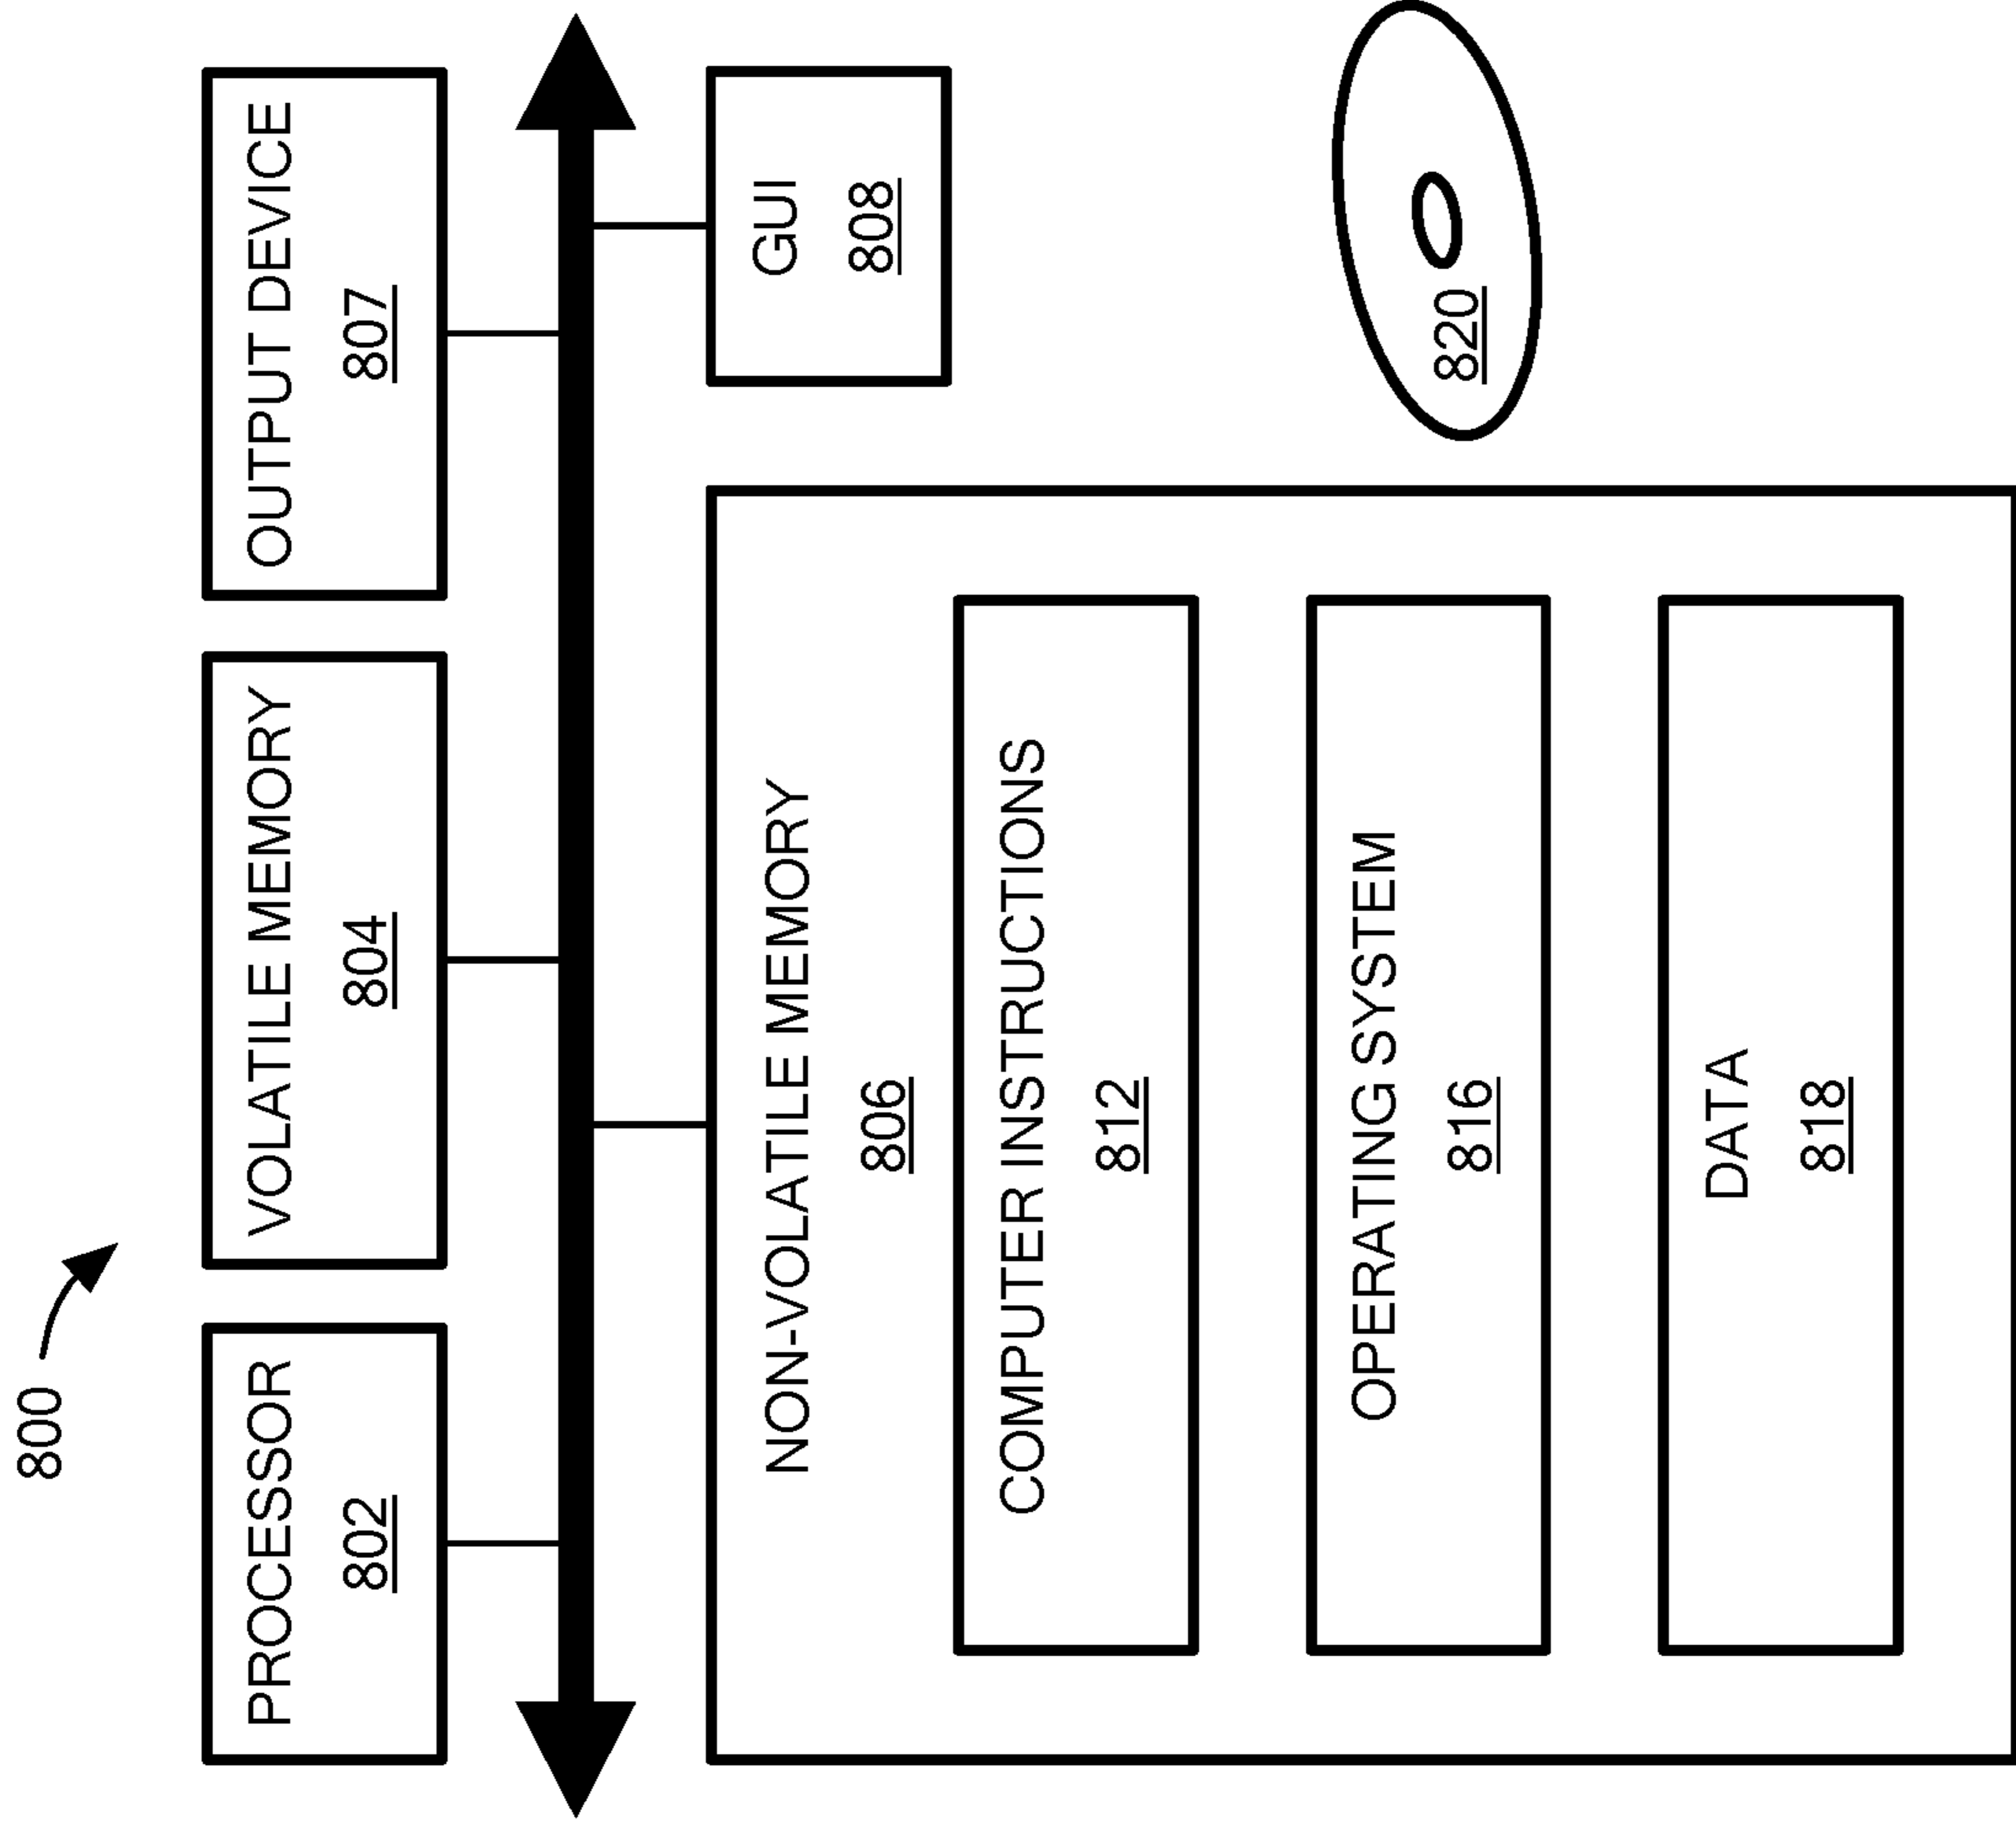 800
PROCESSOR
802
VOLATILE MEMORY
804
OUTPUT DEVICE
807
NON-VOLATILE MEMORY
806
COMPUTER INSTRUCTIONS
812
OPERATING SYSTEM
816
DATA
818
GUI
808
820